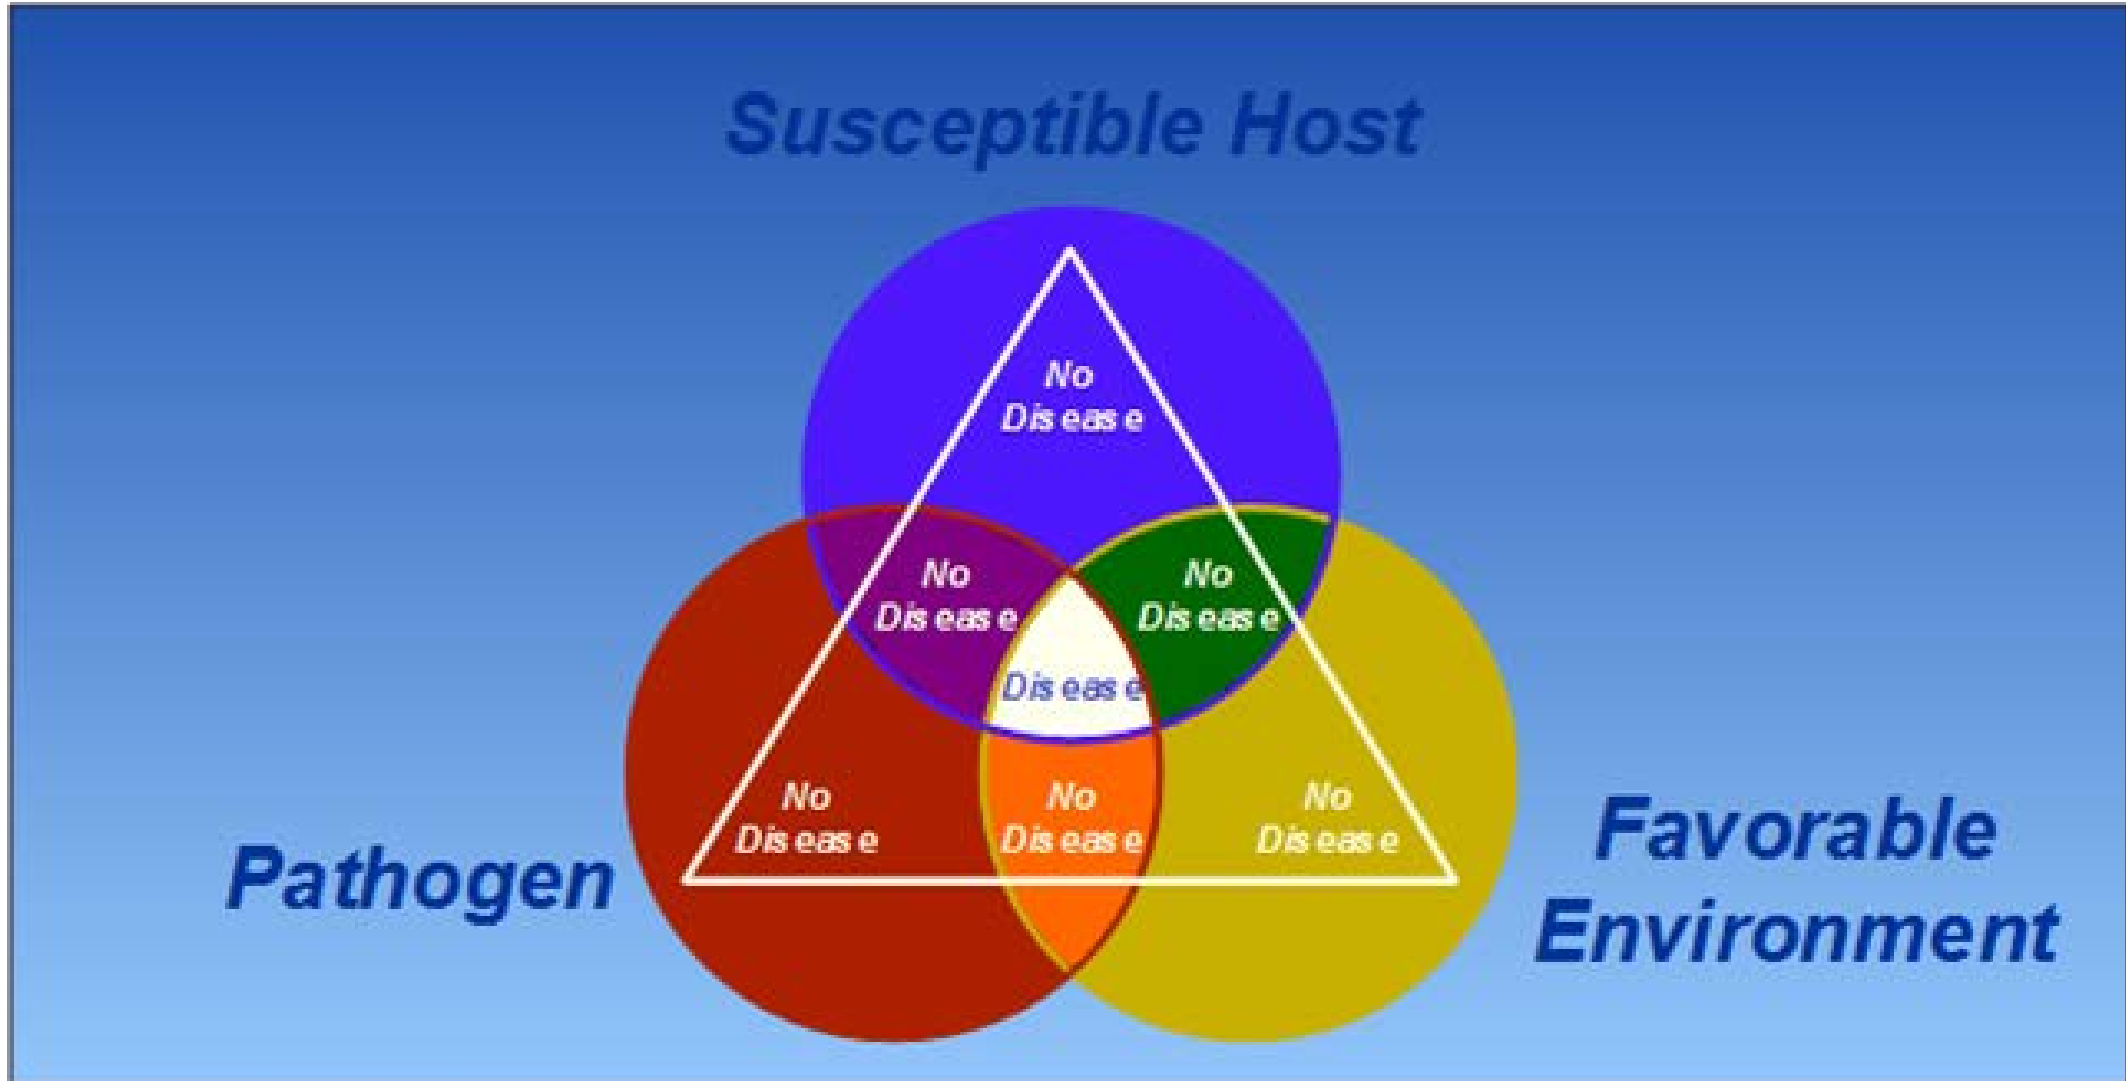 Susceptible Host
No
Disease
No
Disease
No
Disease
Disease
No
Disease
No
Disease
No
Disease
Pathogen
Favorable
Environment